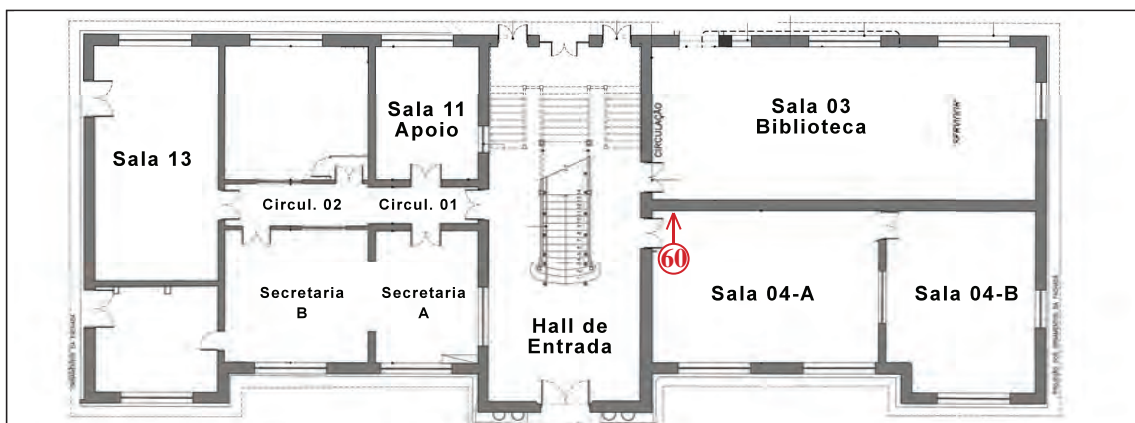 Sala 13
Sala 11
Apoio
Circul. 02
Circul. 01
Secretaria
B
Secretaria
A
Hall de
Entrada
CIRCULAÇÃO
Sala 03
Biblioteca
SERVIDOR
60
Sala 04-A
Sala 04-B